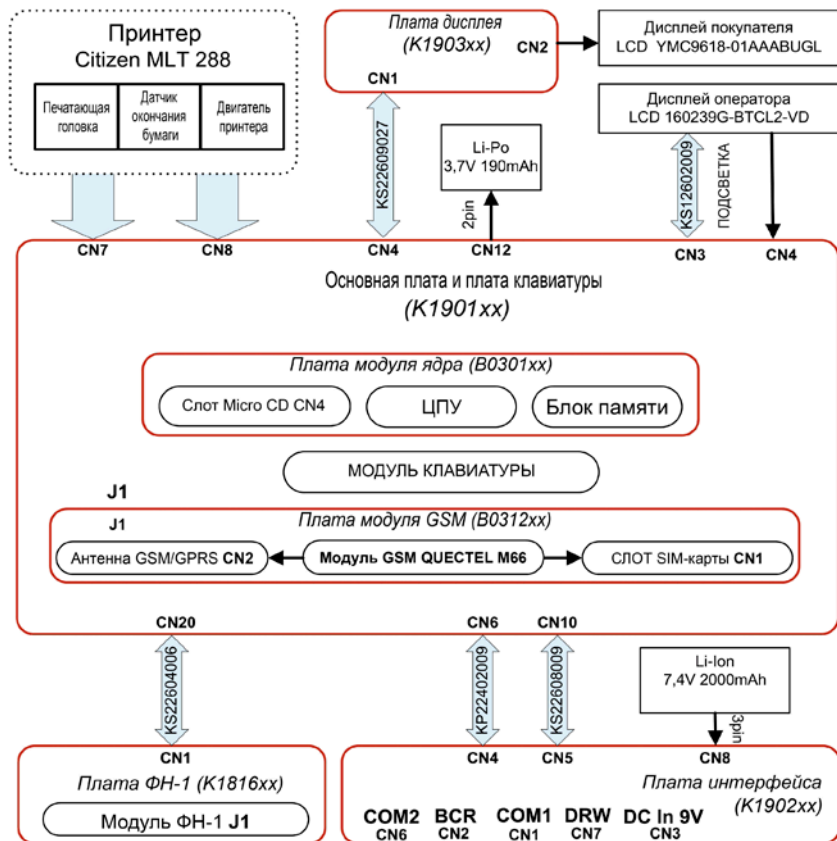 Принтер
Citizen MLT 288
Печатающая
головка
Датчик
окончания
бумаги
Двигатель
принтера
Плата дисплея
(K1903xx)
CN2
CN1
Дисплей покупателя
LCD YMC9618-01AAABUGL
Дисплей оператора
LCD 160239G-BTCL2-VD
KS22609027
Li-Po
3,7V 190mAh
2pin
KS12602009
ПОДСВЕТКА
CN7
CN8
CN4
CN12
CN3
CN4
Основная плата и плата клавиатуры
(K1901xx)
Плата модуля ядра (B0301xx)
Слот Micro CD CN4
ЦПУ
Блок памяти
МОДУЛЬ КЛАВИАТУРЫ
J1
J1
Плата модуля GSM (B0312xx)
Антенна GSM/GPRS CN2
Модуль GSM QUECTEL M66
СЛОТ SIM-карты CN1
CN20
CN6
CN10
KS22604006
KP22402009
KS22608009
Li-Ion
7,4V 2000mAh
3pin
CN1
Плата ФН-1 (K1816xx)
Модуль ФН-1 J1
CN4
CN5
CN8
Плата интерфейса
(K1902xx)
COM2 BCR COM1 DRW DC In 9V
CN6 CN2 CN1 CN7 CN3